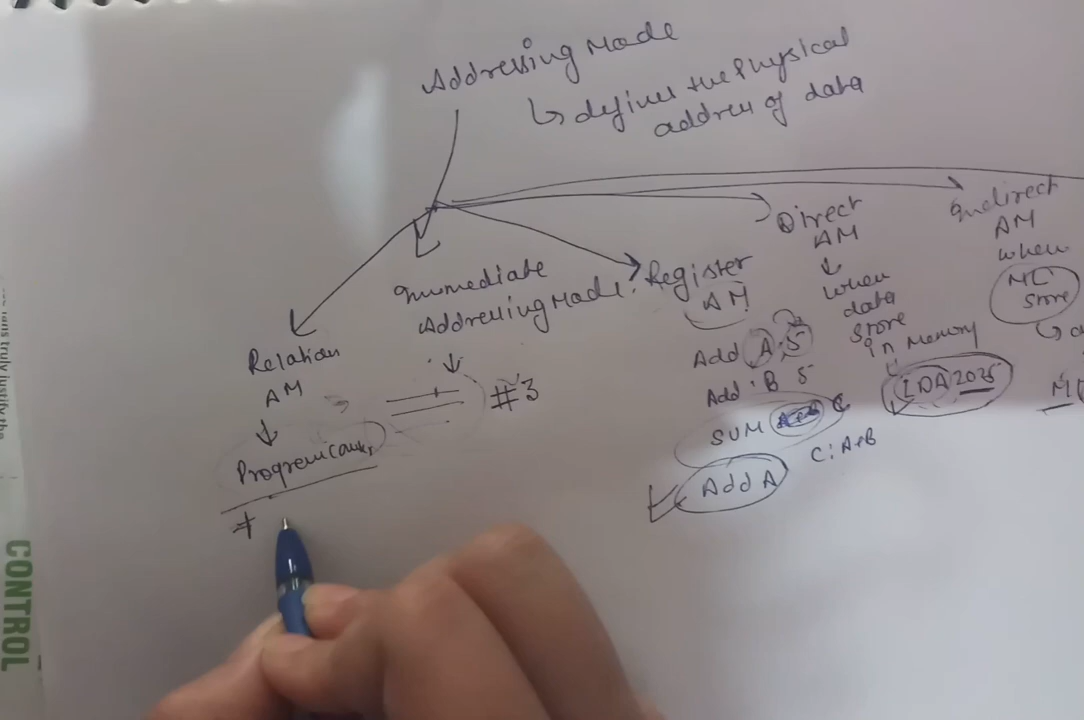 Addressing Mode
↳ defines the Physical
address of data
Relation
AM
Program
Immediate
Addressing Mode
#3
Register
AM
Add A, 5
Add B 5
SUM C
C: A+B
Add A
Direct
AM
when
data
store
in Memory
LDA 2025
Indirect
AM
when
store
CONTROL